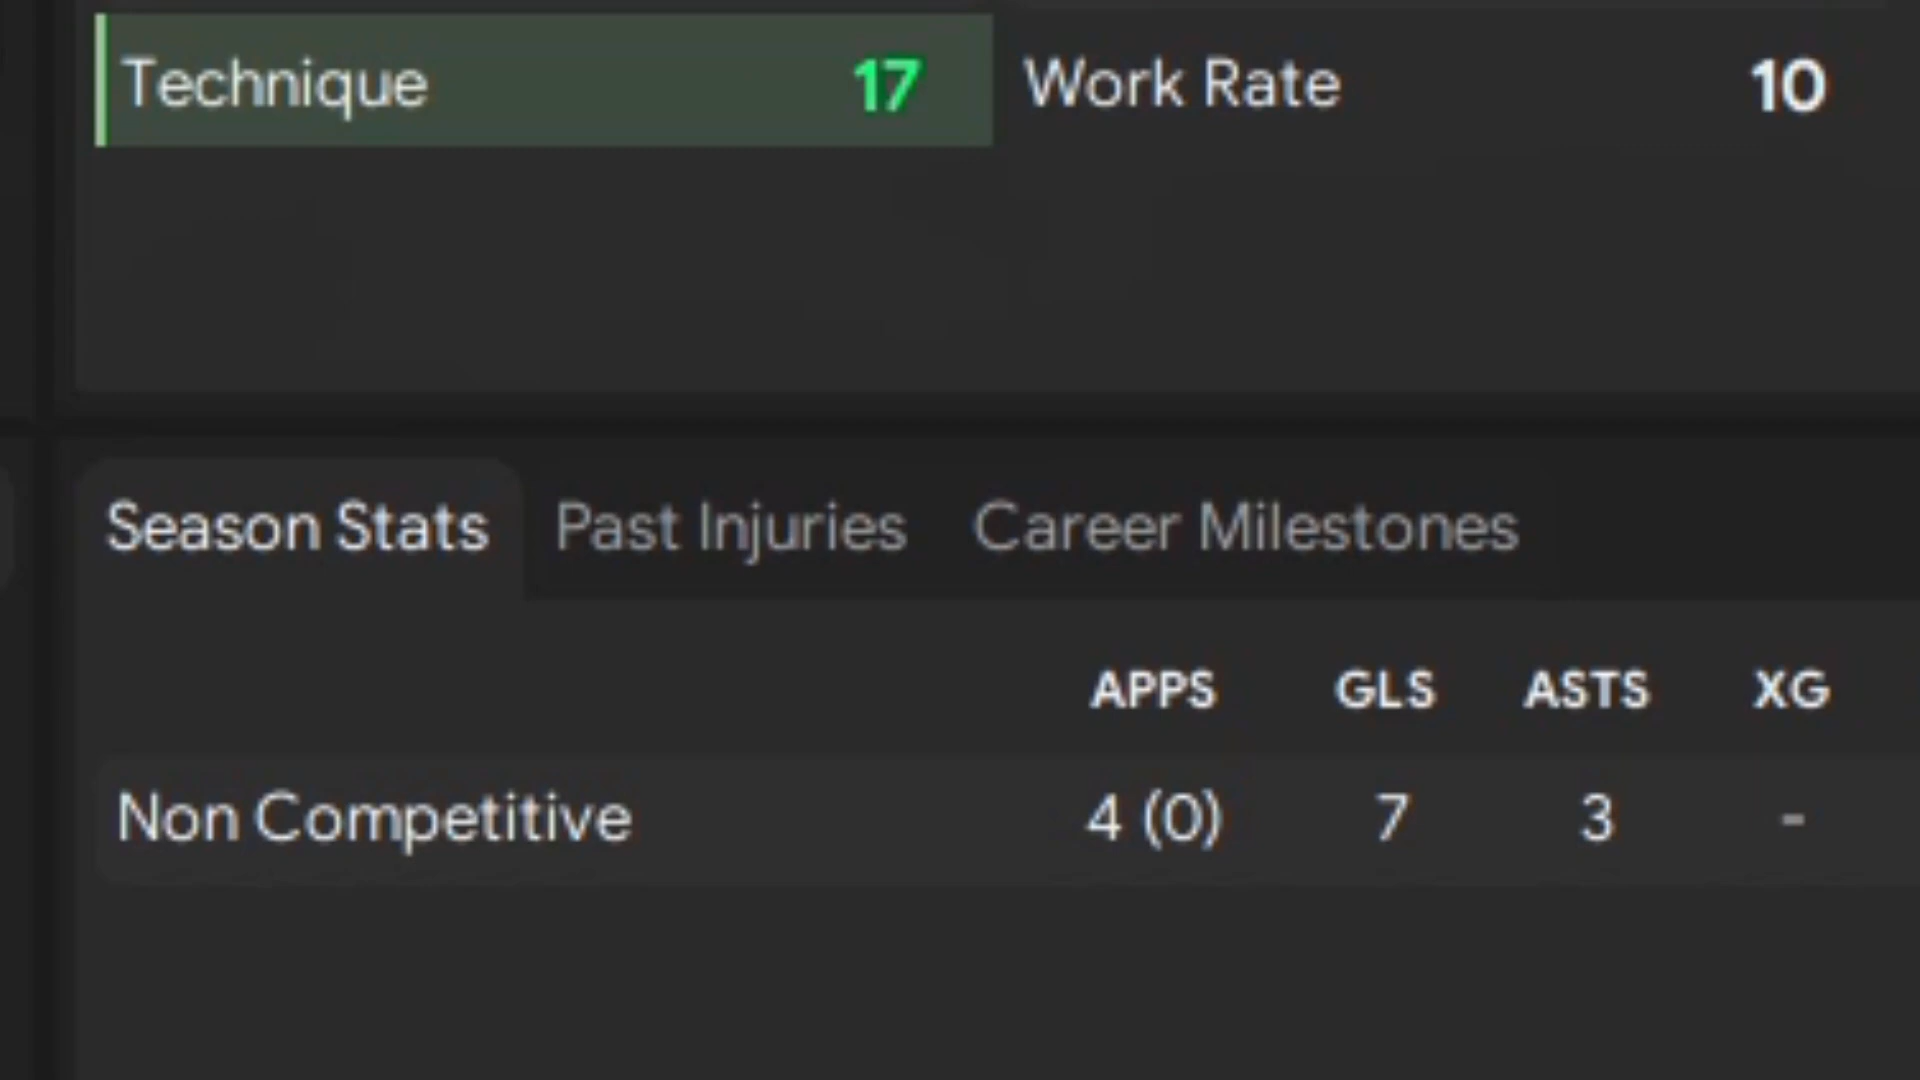 Technique 17 Work Rate 10
Season Stats Past Injuries Career Milestones
APPS GLS ASTS XG
Non Competitive 4 (0) 7 3 -